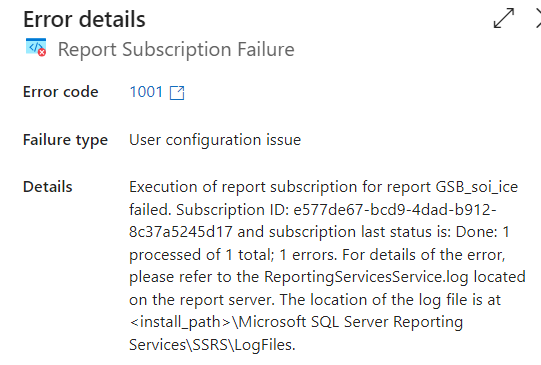 Error details
Report Subscription Failure
Error code 1001
Failure type User configuration issue
Details Execution of report subscription for report GSB_soi_ice
failed. Subscription ID: e577de67-bcd9-4dad-b912-
8c37a5245d17 and subscription last status is: Done: 1
processed of 1 total; 1 errors. For details of the error,
please refer to the ReportingServicesService.log located
on the report server. The location of the log file is at
<install_path>\Microsoft SQL Server Reporting
Services\SSRS\LogFiles.